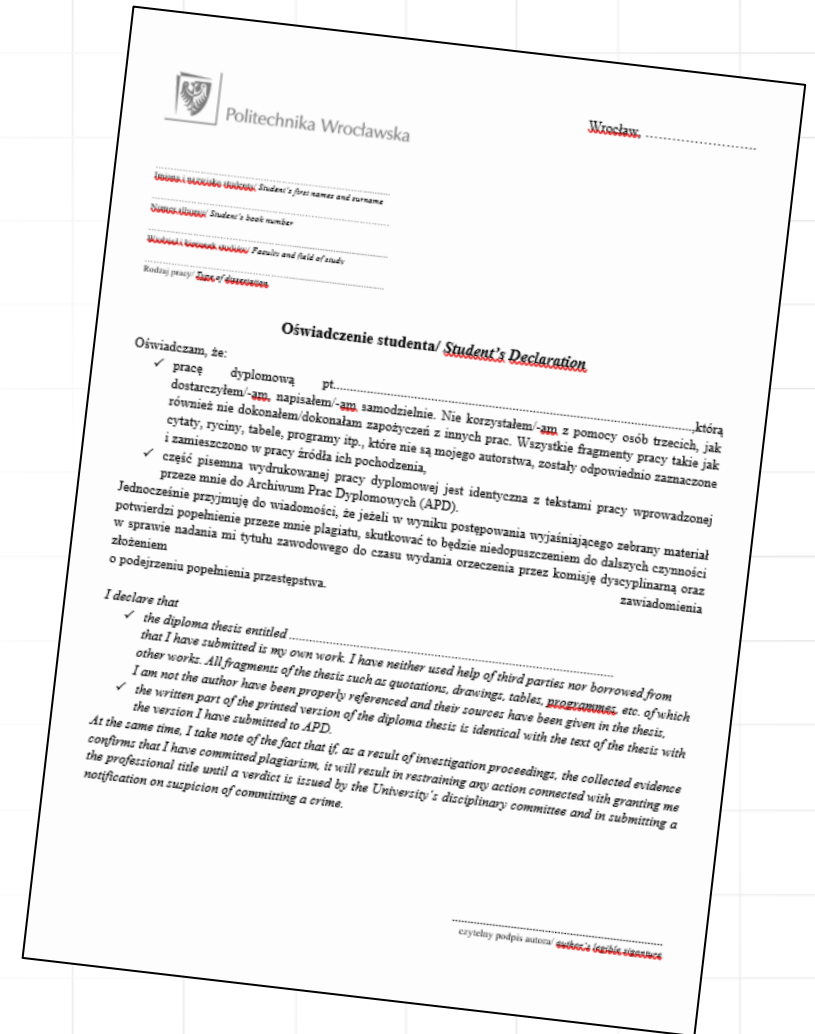 Politechnika Wrocławska
Wrocław, ........................................
................................................................................
Imiona i nazwisko studenta/ Student's first names and surname
................................................................................
Numer albumu/ Student's book number
................................................................................
Wydział i kierunek studiów/ Faculty and field of study
................................................................................
Rodzaj pracy/ Type of dissertation
Oświadczenie studenta/ Student's Declaration
Oświadczam, że:
✓ pracę dyplomową pt....................................................................................................,którą
dostarczyłem/-am, napisałem/-am samodzielnie. Nie korzystałem/-am z pomocy osób trzecich, jak
również nie dokonałem/dokonałam zapożyczeń z innych prac. Wszystkie fragmenty pracy takie jak
cytaty, ryciny, tabele, programy itp., które nie są mojego autorstwa, zostały odpowiednio zaznaczone
i zamieszczono w pracy źródła ich pochodzenia,
✓ część pisemna wydrukowanej pracy dyplomowej jest identyczna z tekstami pracy wprowadzonej
przeze mnie do Archiwum Prac Dyplomowych (APD).
Jednocześnie przyjmuję do wiadomości, że jeżeli w wyniku postępowania wyjaśniającego zebrany materiał
potwierdzi popełnienie przeze mnie plagiatu, skutkować to będzie niedopuszczeniem do dalszych czynności
w sprawie nadania mi tytułu zawodowego do czasu wydania orzeczenia przez komisję dyscyplinarną oraz
złożeniem zawiadomienia
o podejrzeniu popełnienia przestępstwa.
I declare that
✓ the diploma thesis entitled ....................................................................................................
that I have submitted is my own work. I have neither used help of third parties nor borrowed from
other works. All fragments of the thesis such as quotations, drawings, tables, programmes, etc. of which
I am not the author have been properly referenced and their sources have been given in the thesis,
✓ the written part of the printed version of the diploma thesis is identical with the text of the thesis with
the version I have submitted to APD.
At the same time, I take note of the fact that if, as a result of investigation proceedings, the collected evidence
confirms that I have committed plagiarism, it will result in restraining any action connected with granting me
the professional title until a verdict is issued by the University's disciplinary committee and in submitting a
notification on suspicion of committing a crime.
................................................................................
czytelny podpis autora/ author's legible signature